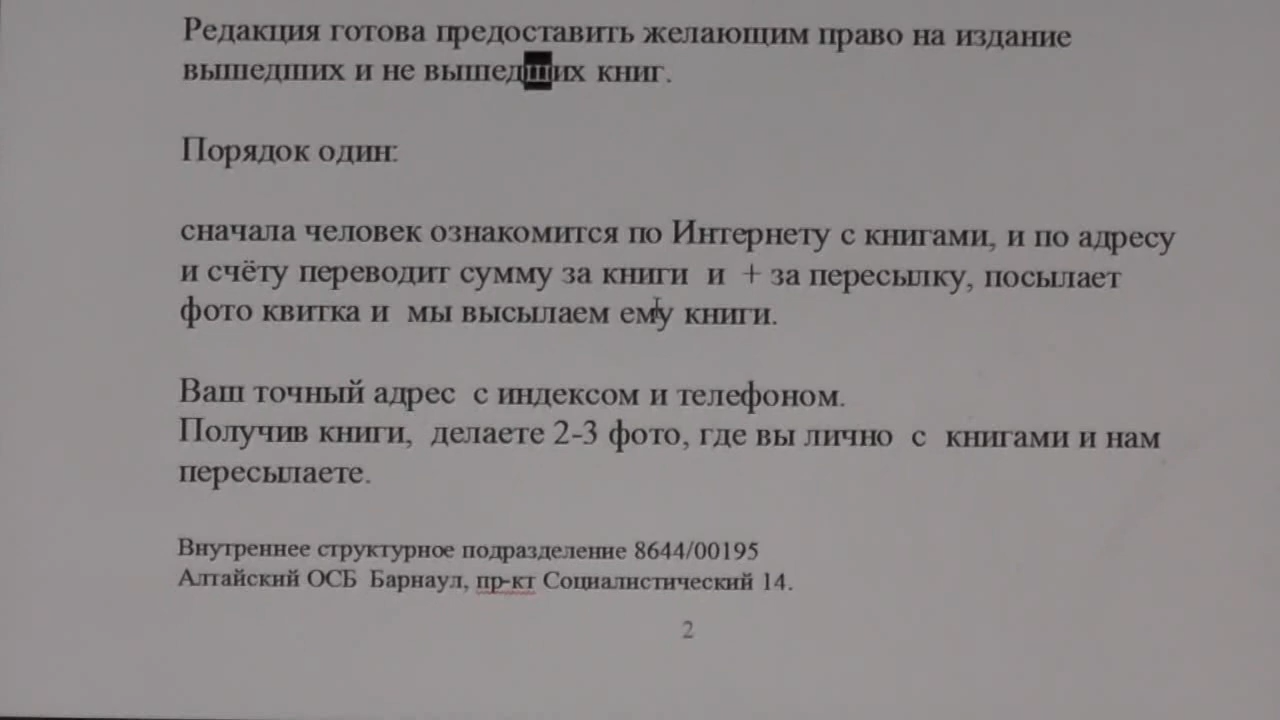 Редакция готова предоставить желающим право на издание
вышедших и не вышедших книг.
Порядок один:
сначала человек ознакомится по Интернету с книгами, и по адресу
и счёту переводит сумму за книги и + за пересылку, посылает
фото квитка и мы высылаем ему книги.
Ваш точный адрес с индексом и телефоном.
Получив книги, делаете 2-3 фото, где вы лично с книгами и нам
пересылаете.
Внутреннее структурное подразделение 8644/00195
Алтайский ОСБ Барнаул, пр-кт Социалистический 14.
2